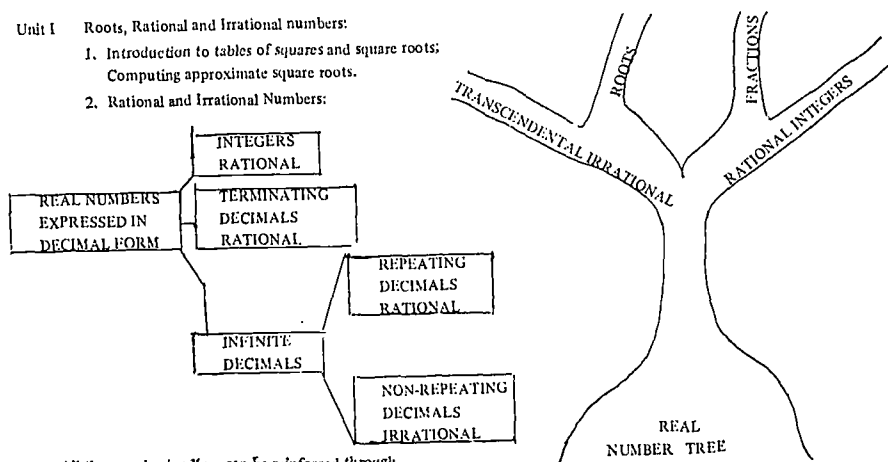 Unit I Roots, Rational and Irrational numbers:
1. Introduction to tables of squares and square roots;
Computing approximate square roots.
2. Rational and Irrational Numbers:
INTEGERS
RATIONAL
REAL NUMBERS
EXPRESSED IN
DECIMAL FORM
TERMINATING
DECIMALS
RATIONAL
REPEATING
DECIMALS
RATIONAL
INFINITE
DECIMALS
NON-REPEATING
DECIMALS
IRRATIONAL
TRANSCENDENTAL IRRATIONAL
ROOTS
FRACTIONS
RATIONAL INTEGERS
REAL
NUMBER TREE
inferred through